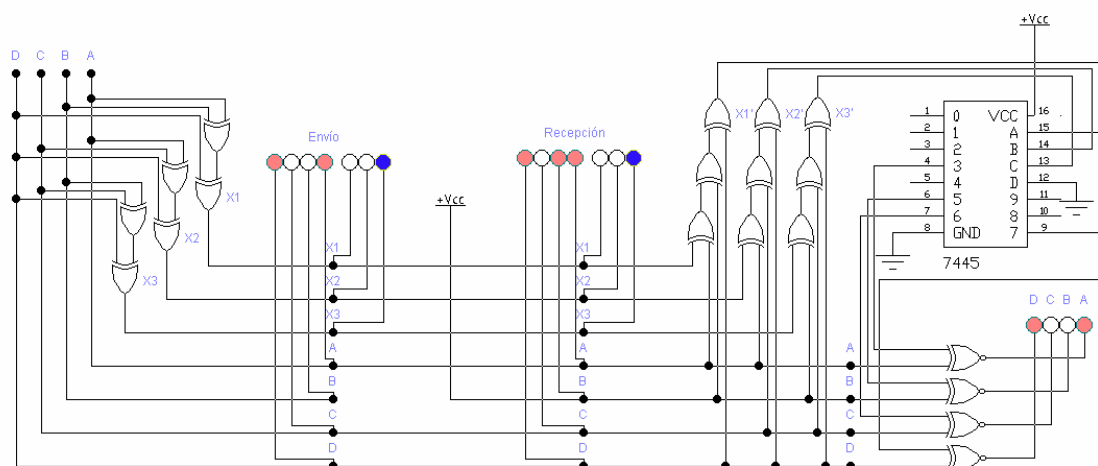 +Vcc
D C B A
Envío
Recepción
X1' X2' X3'
1 0 VCC 16
2 1 A 15
3 2 B 14
4 3 C 13
5 4 D 12
6 5 9 11
7 6 8 10
8 GND 7 9
7445
X1
+Vcc
X2
X3
X1 X1
X2 X2
X3 X3
D C B A
A A A
B B B
C C C
D D D